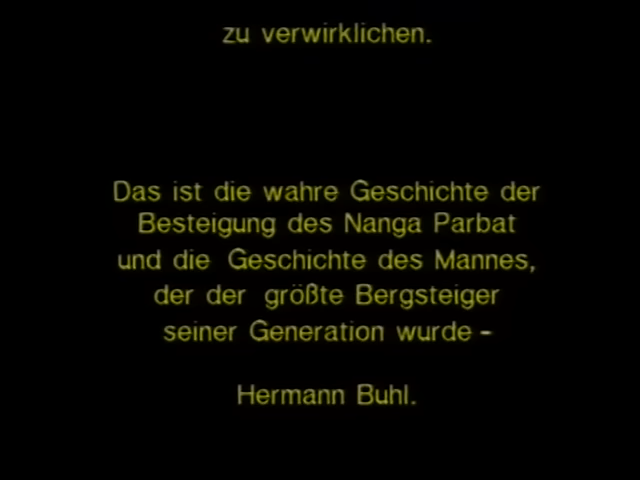 zu verwirklichen.
Das ist die wahre Geschichte der
Besteigung des Nanga Parbat
und die Geschichte des Mannes,
der der größte Bergsteiger
seiner Generation wurde -
Hermann Buhl.